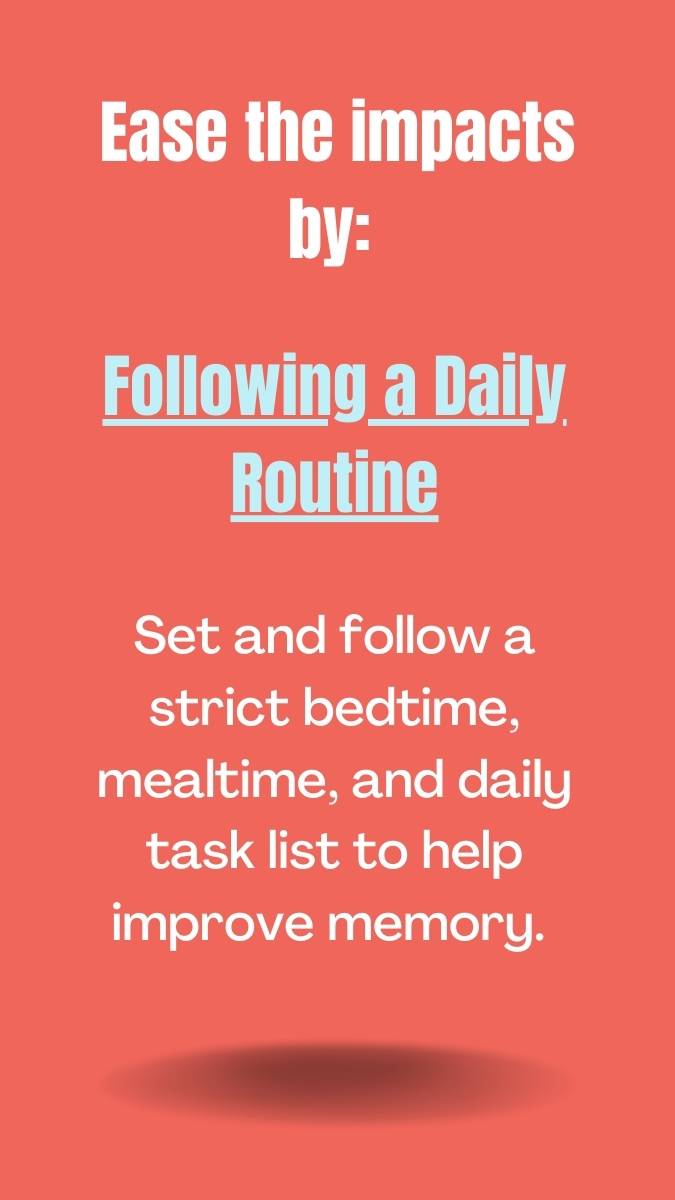 Ease the impacts
by:
Following a Daily
Routine
Set and follow a
strict bedtime,
mealtime, and daily
task list to help
improve memory.